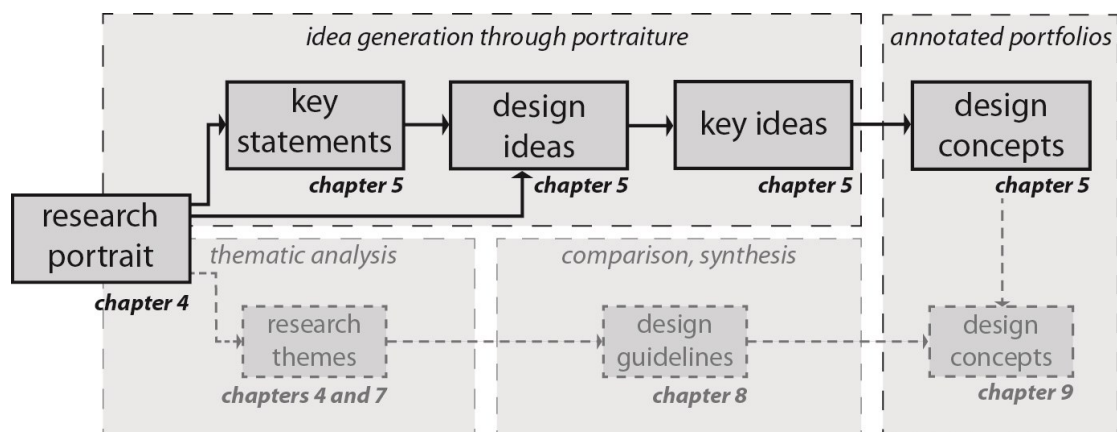 idea generation through portraiture
annotated portfolios
key
statements
chapter 5
design
ideas
chapter 5
key ideas
chapter 5
design
concepts
chapter 5
research
portrait
chapter 4
thematic analysis
research
themes
chapters 4 and 7
comparison, synthesis
design
guidelines
chapter 8
design
concepts
chapter 9